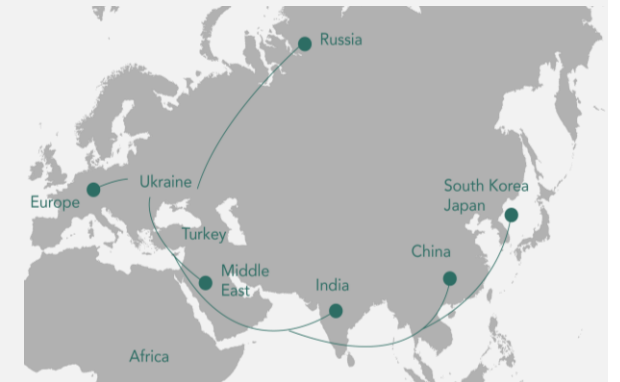 Russia
Ukraine
Europe
South Korea
Japan
Turkey
China
Middle
East
India
Africa